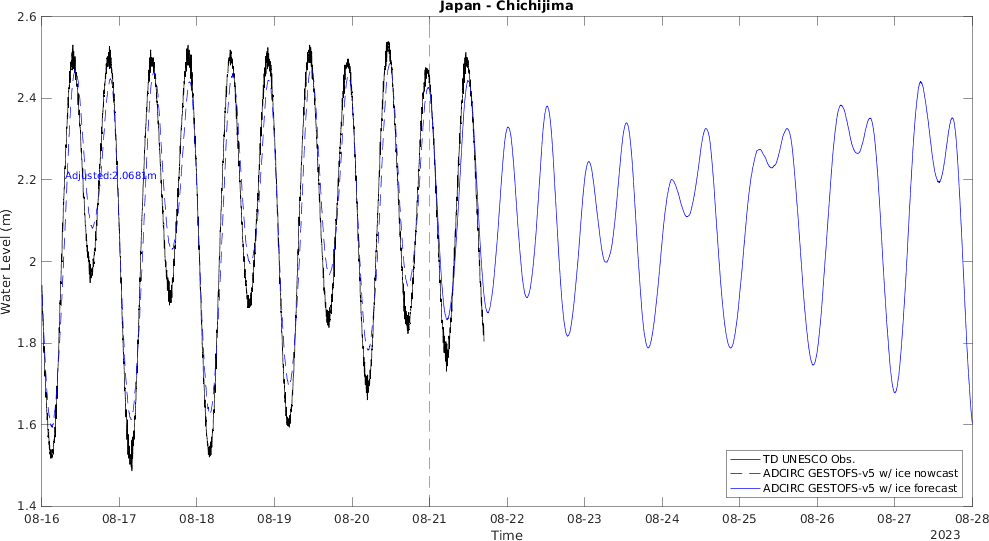 Japan - Chichijima
2.6
2.4
2.2
2
1.8
1.6
1.4
Water Level (m)
Adjusted:2.0681m
TD UNESCO Obs.
ADCIRC GESTOFS-v5 w/ ice nowcast
ADCIRC GESTOFS-v5 w/ ice forecast
08-16 08-17 08-18 08-19 08-20 08-21 08-22 08-23 08-24 08-25 08-26 08-27 08-28
Time
2023